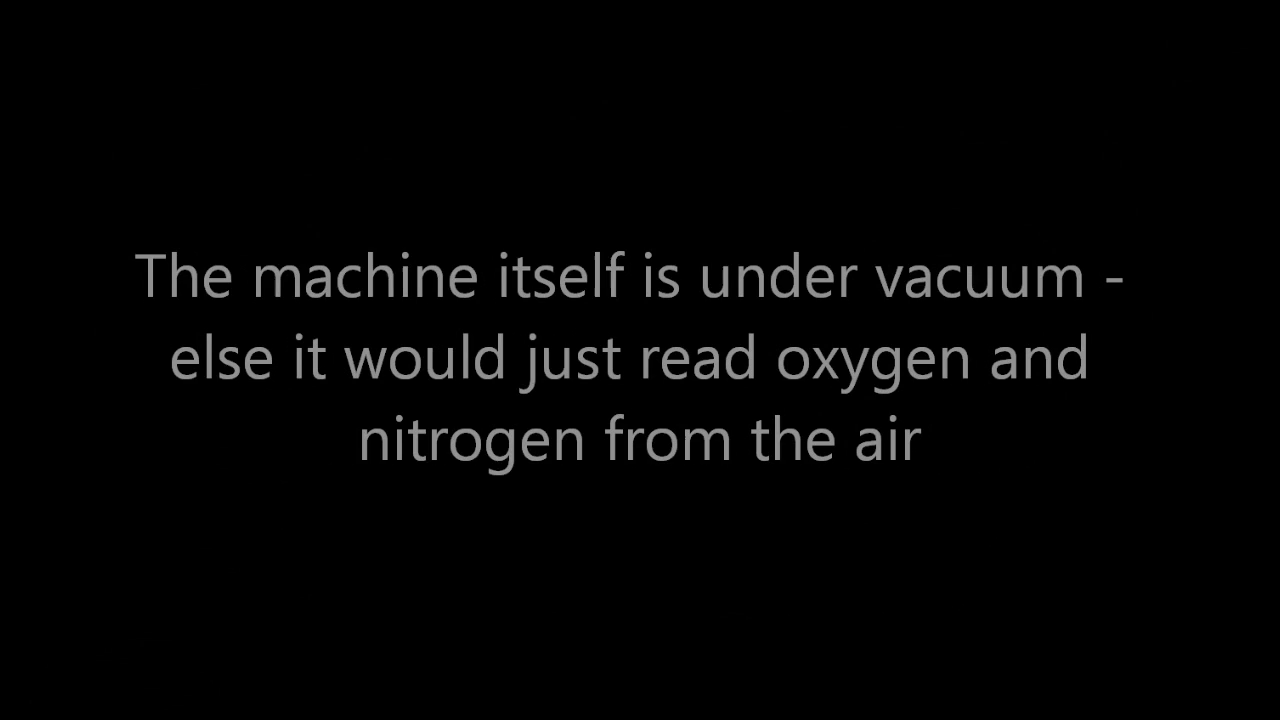 The machine itself is under vacuum -
else it would just read oxygen and
nitrogen from the air